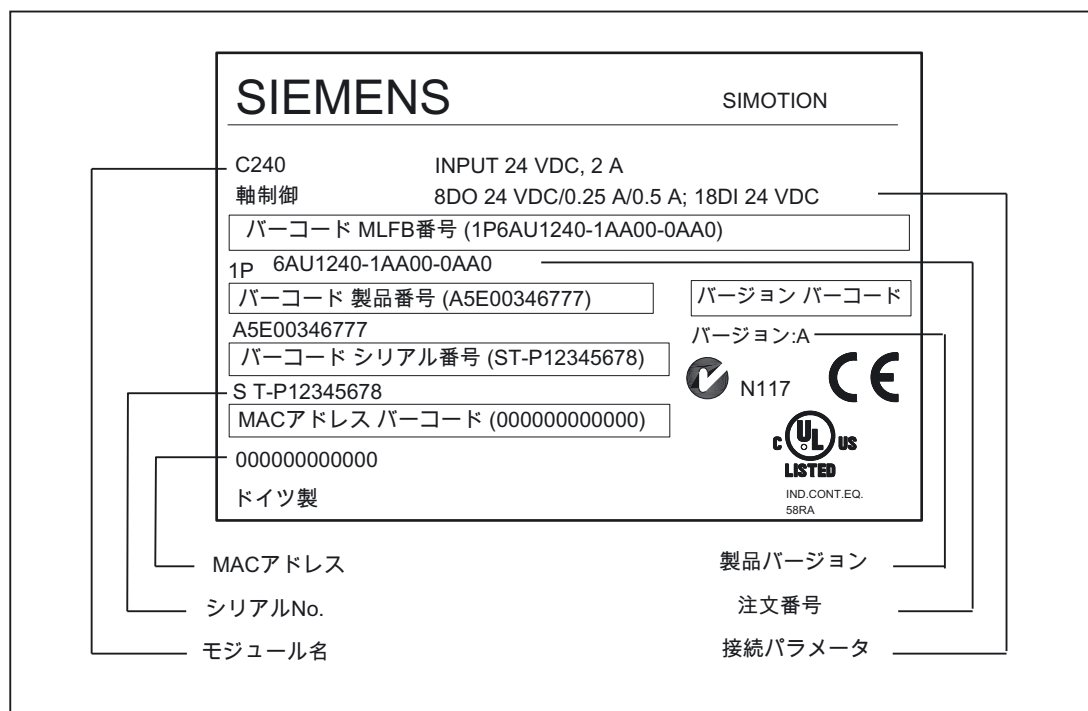 SIEMENS SIMOTION
C240 INPUT 24 VDC, 2 A
軸制御 8DO 24 VDC/0.25 A/0.5 A; 18DI 24 VDC
バーコード MLFB番号 (1P6AU1240-1AA00-0AA0)
1P 6AU1240-1AA00-0AA0
バーコード 製品番号 (A5E00346777)
バージョン バーコード
A5E00346777
バージョン:A
バーコード シリアル番号 (ST-P12345678)
N117 CE
S T-P12345678
MACアドレス バーコード (000000000000)
C UL US
LISTED
000000000000
IND.CONT.EQ.
58RA
ドイツ製
MACアドレス
製品バージョン
シリアルNo.
注文番号
モジュール名
接続パラメータ